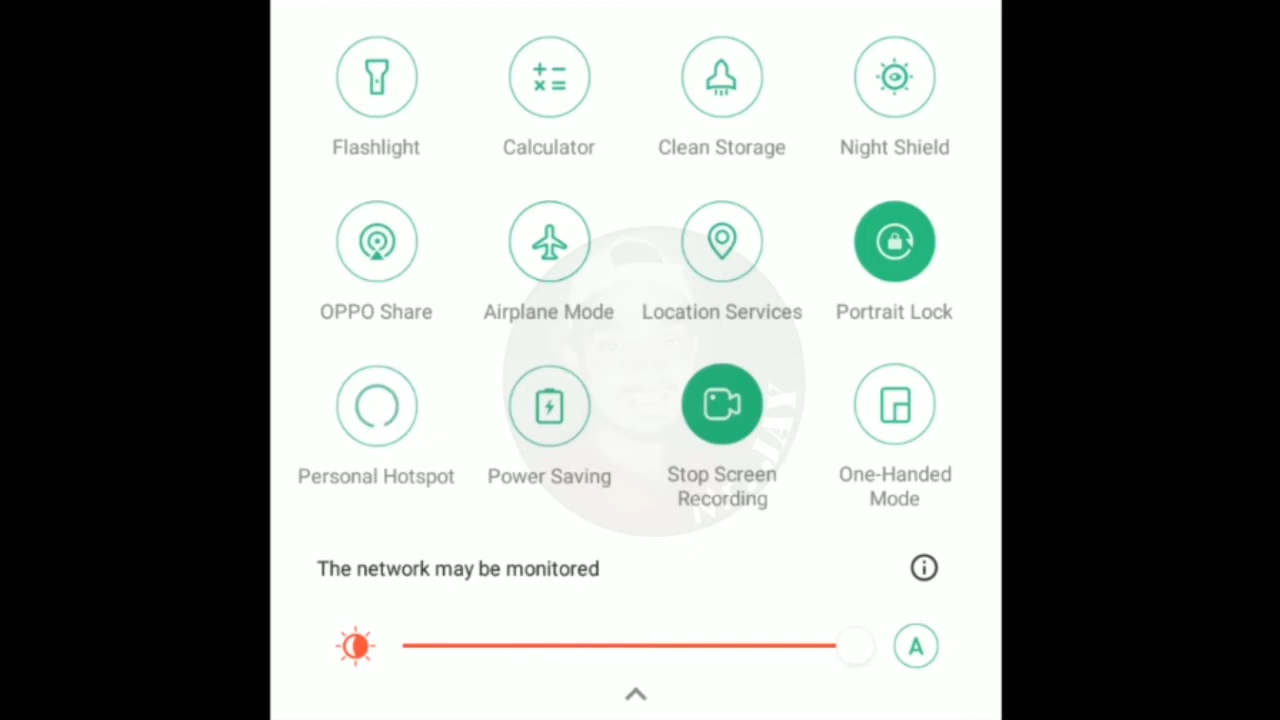 Flashlight
Calculator
Clean Storage
Night Shield
OPPO Share
Airplane Mode
Location Services
Portrait Lock
Personal Hotspot
Power Saving
Stop Screen
Recording
One-Handed
Mode
The network may be monitored
A